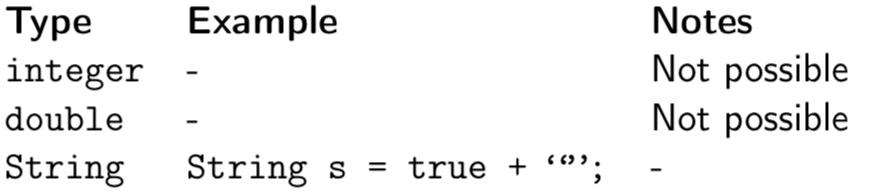 Type Example Notes
integer - Not possible
double - Not possible
String String s = true + ‘“’; -